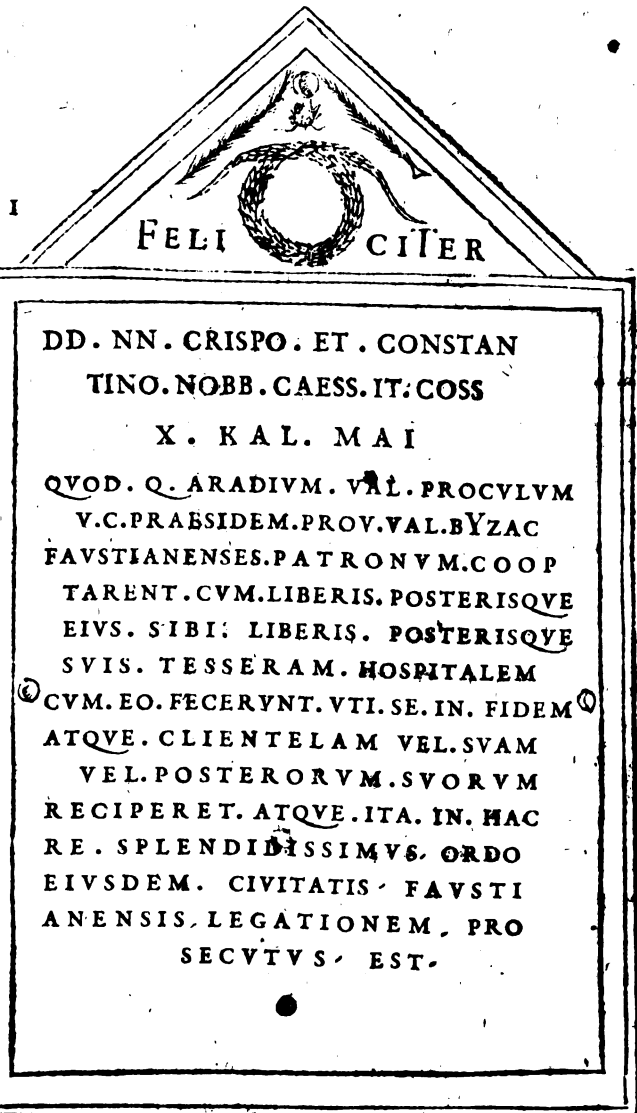 I
FELI CITER
DD. NN. CRISPO. ET. CONSTAN
TINO. NOBB. CAESS. IT. COSS
X. KAL. MAI
QVOD. Q. ARADIVM. VAL. PROCVLVM
V.C. PRAESIDEM. PROV. VAL. BYZAC
FAVSTIANENSES. PATRONVM. COOP
TARENT. CVM. LIBERIS. POSTERISQVE
EIVS. SIBI. LIBERIS. POSTERISQVE
SVIS. TESSERAM. HOSPITALEM
CVM. EO. FECERVNT. VTI. SE. IN. FIDEM
ATQVE. CLIENTELAM VEL. SVAM
VEL. POSTERORVM. SVORVM
RECIPERET. ATQVE. ITA. IN. HAC
RE. SPLENDIDISSIMVS. ORDO
EIVSDEM. CIVITATIS. FAVSTI
ANENSIS. LEGATIONEM. PRO
SECVTVS. EST.